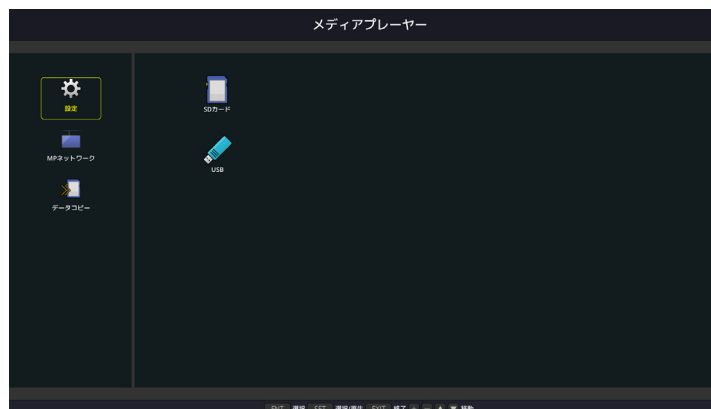 メディアプレーヤー
設定
MPネットワーク
データコピー
SDカード
USB
ENT 選択 SET 選択/再生 EXIT 終了 + − ▲ ▼ 移動